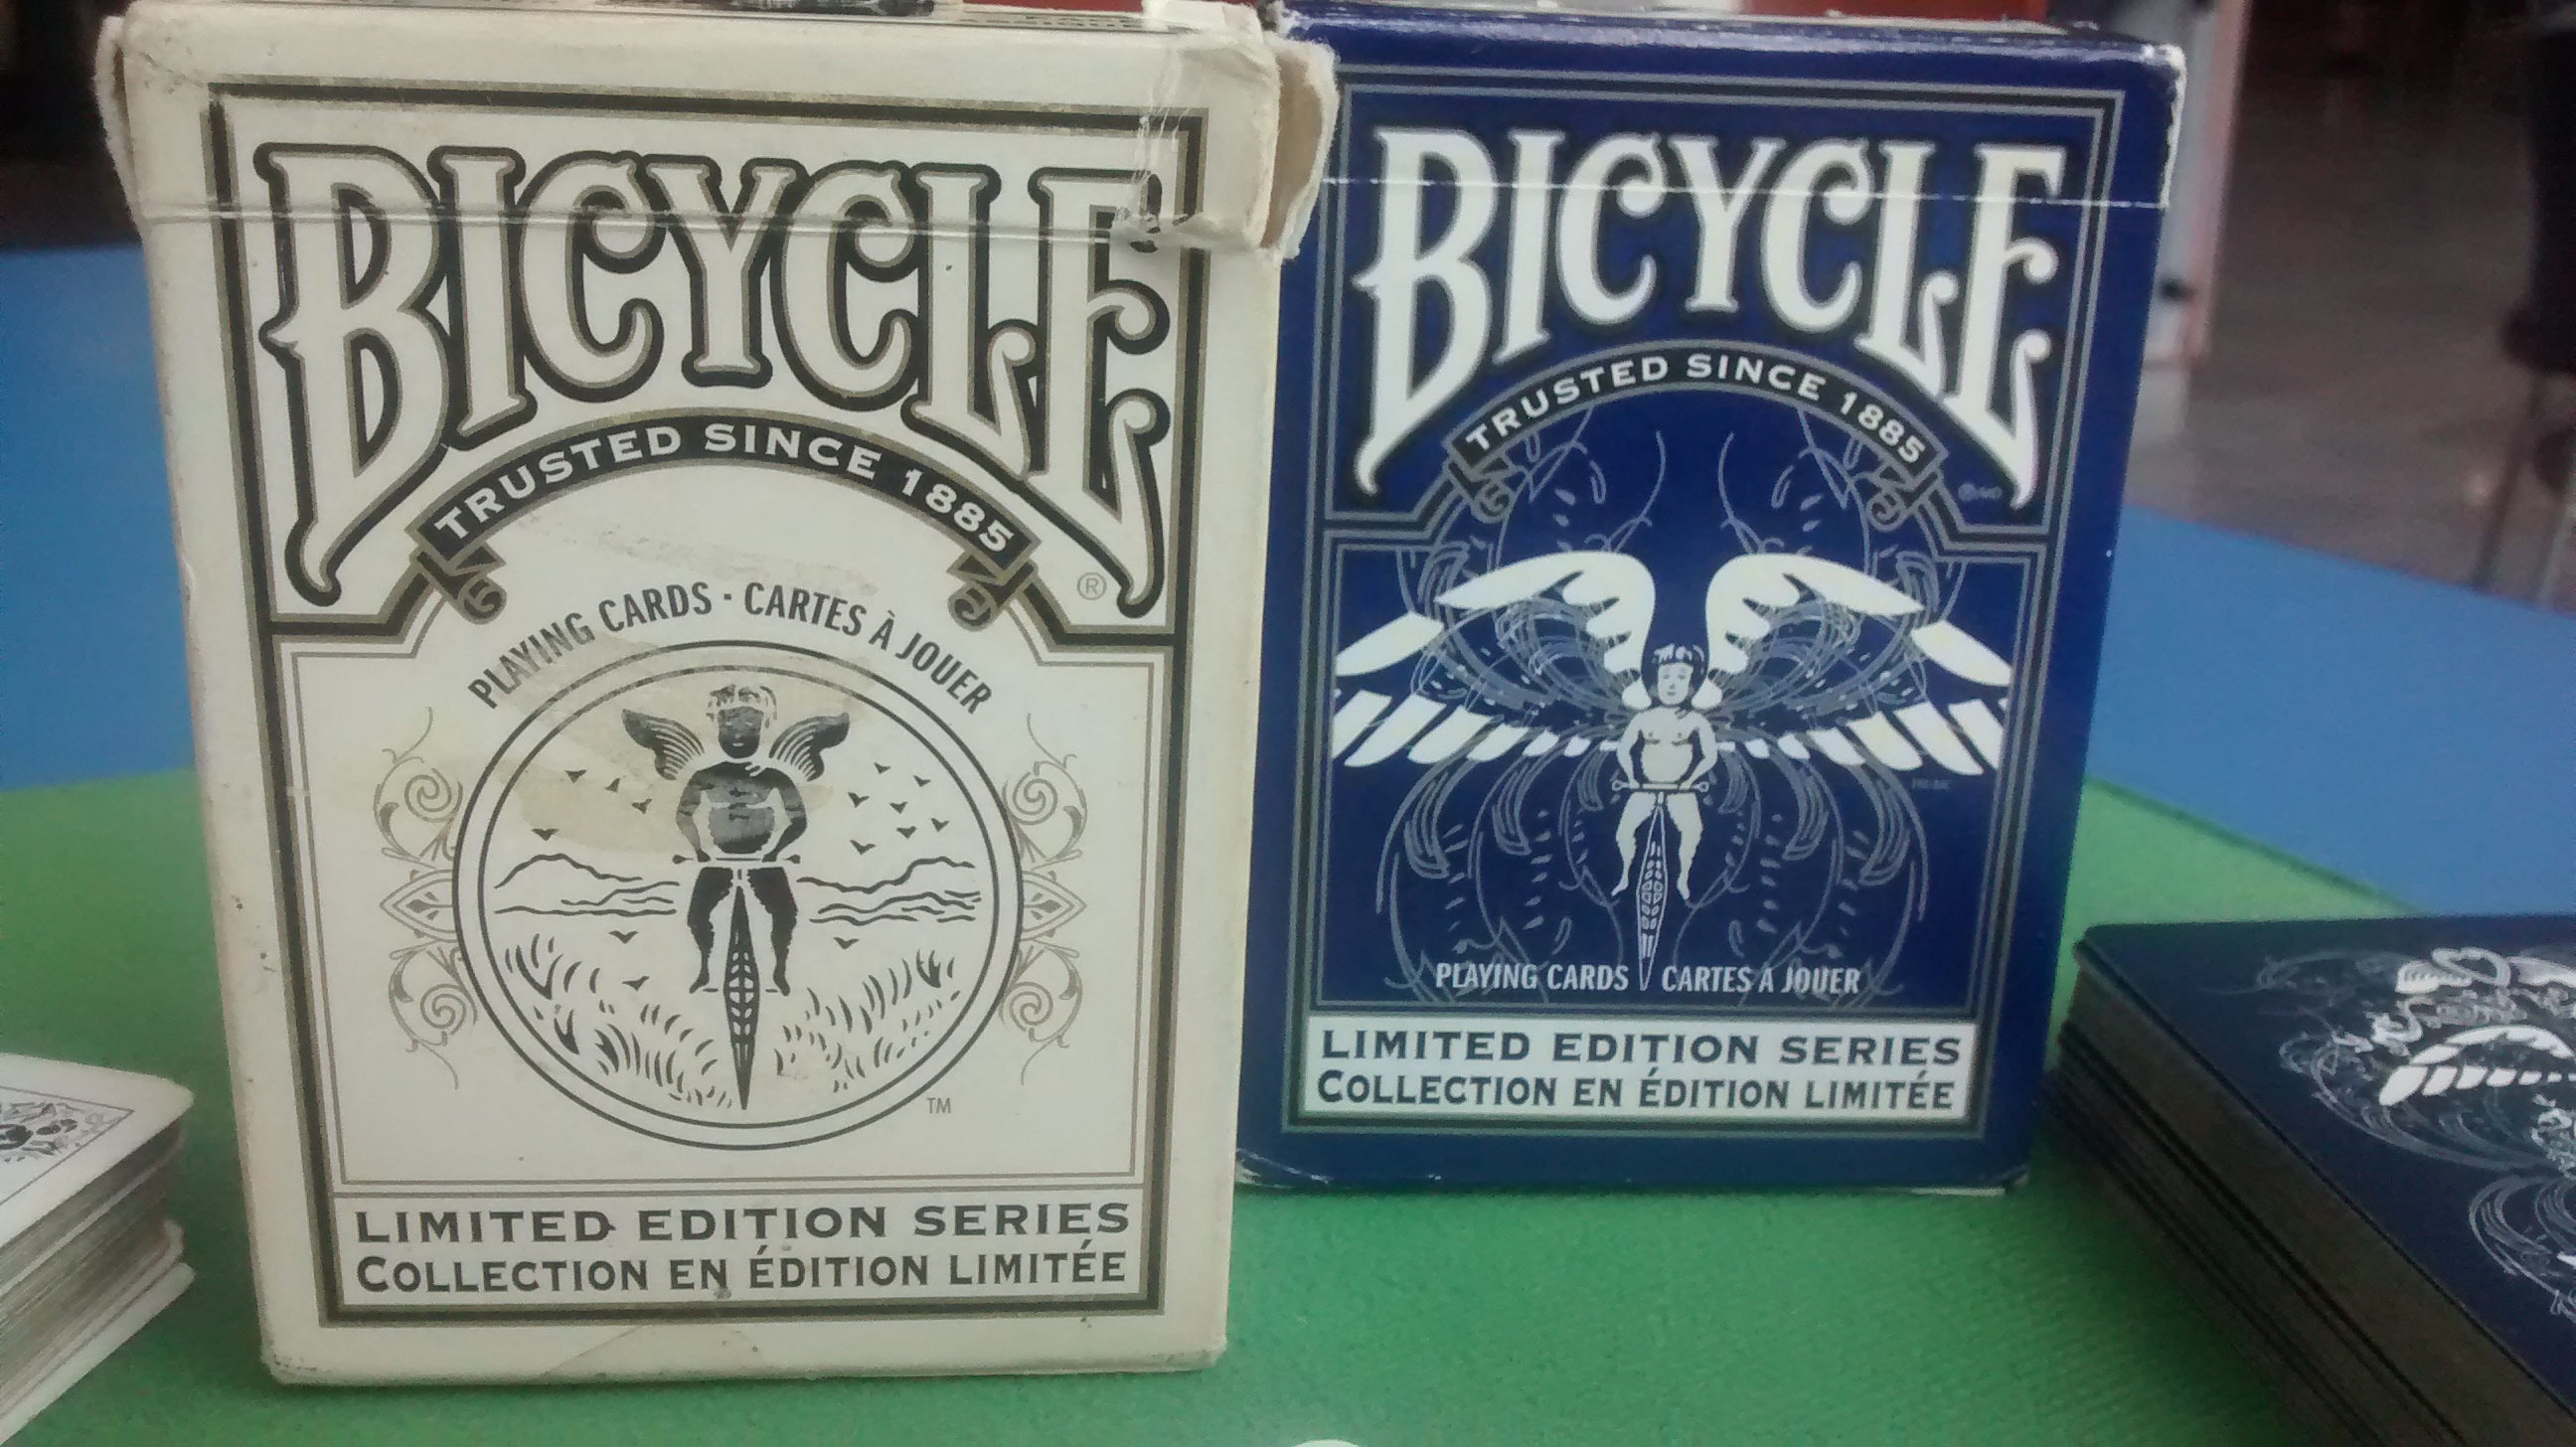 BICYCLE
TRUSTED SINCE 1885
®
PLAYING CARDS · CARTES À JOUER
TM
LIMITED EDITION SERIES
COLLECTION EN ÉDITION LIMITÉE
BICYCLE
TRUSTED SINCE 1885
PLAYING CARDS CARTES A JOUER
LIMITED EDITION SERIES
COLLECTION EN ÉDITION LIMITÉE